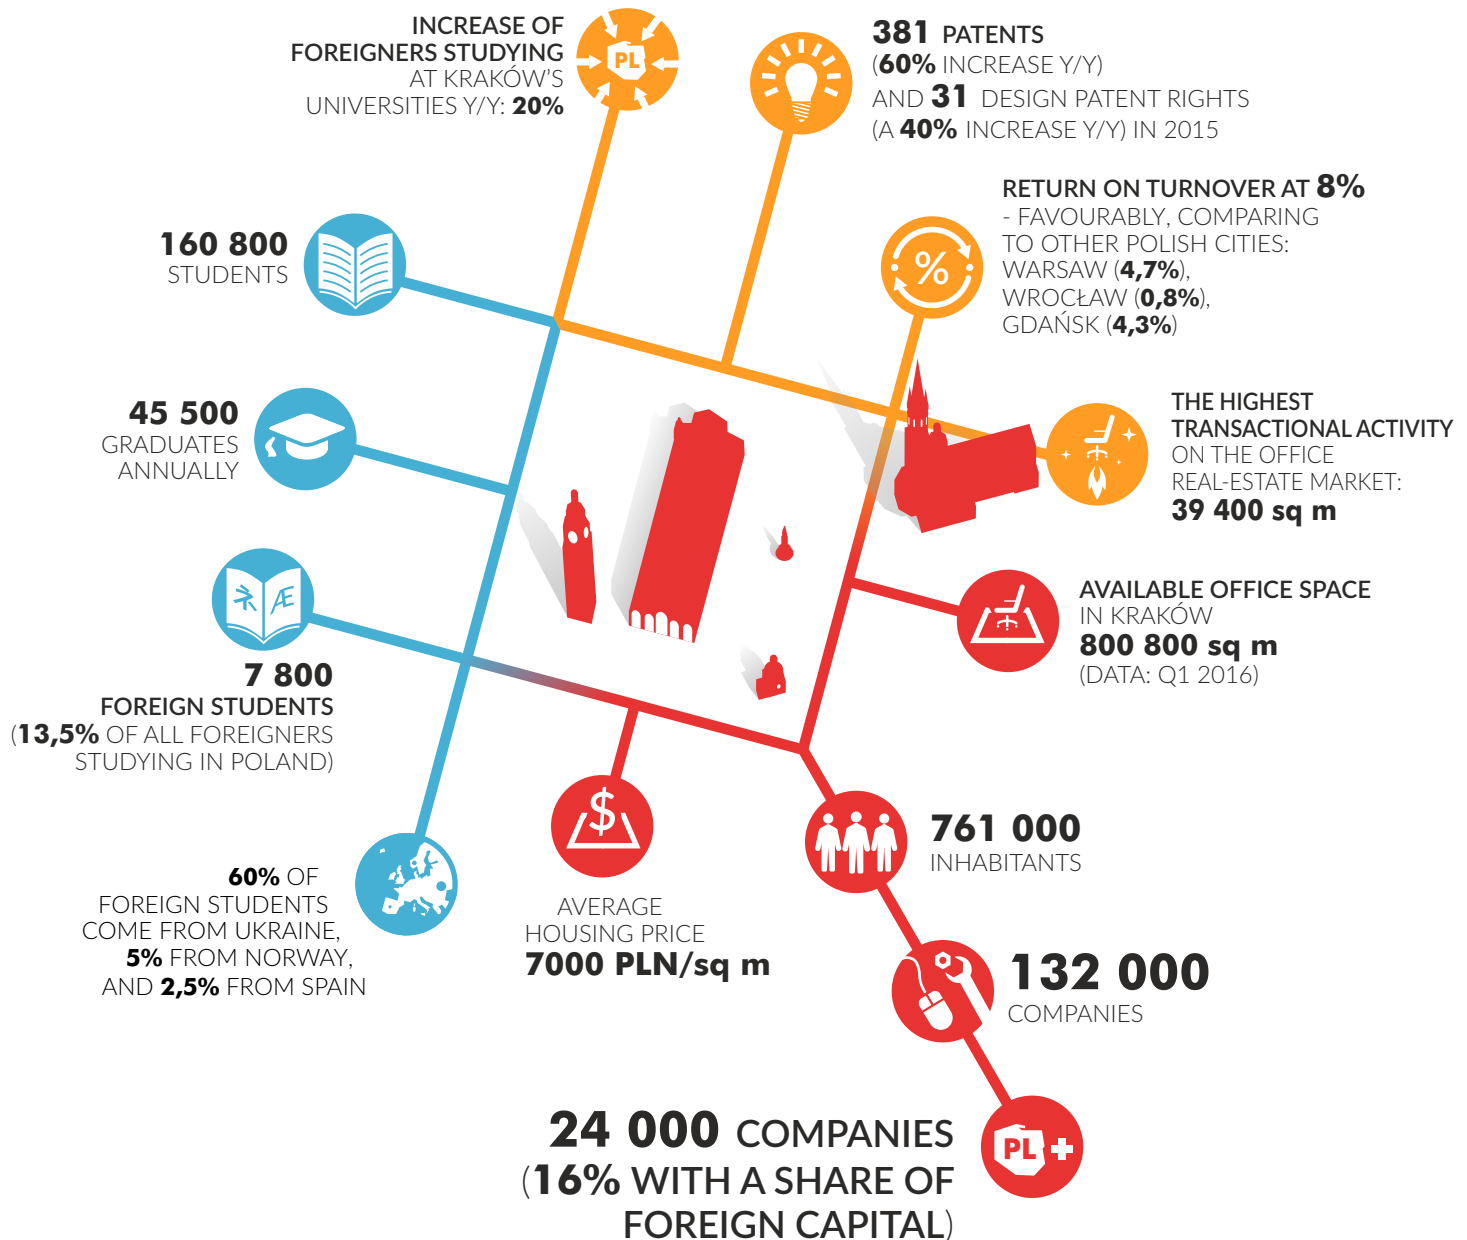 INCREASE OF
FOREIGNERS STUDYING
AT KRAKÓW'S
UNIVERSITIES Y/Y: 20%
PL
381 PATENTS
(60% INCREASE Y/Y)
AND 31 DESIGN PATENT RIGHTS
(A 40% INCREASE Y/Y) IN 2015
RETURN ON TURNOVER AT 8%
- FAVOURABLY, COMPARING
TO OTHER POLISH CITIES:
WARSAW (4,7%),
WROCŁAW (0,8%),
GDAŃSK (4,3%)
%
160 800
STUDENTS
45 500
GRADUATES
ANNUALLY
THE HIGHEST
TRANSACTIONAL ACTIVITY
ON THE OFFICE
REAL-ESTATE MARKET:
39 400 sq m
AVAILABLE OFFICE SPACE
IN KRAKÓW
800 800 sq m
(DATA: Q1 2016)
Æ
7 800
FOREIGN STUDENTS
(13,5% OF ALL FOREIGNERS
STUDYING IN POLAND)
60% OF
FOREIGN STUDENTS
COME FROM UKRAINE,
5% FROM NORWAY,
AND 2,5% FROM SPAIN
$
AVERAGE
HOUSING PRICE
7000 PLN/sq m
761 000
INHABITANTS
132 000
COMPANIES
24 000 COMPANIES
(16% WITH A SHARE OF
FOREIGN CAPITAL)
PL +